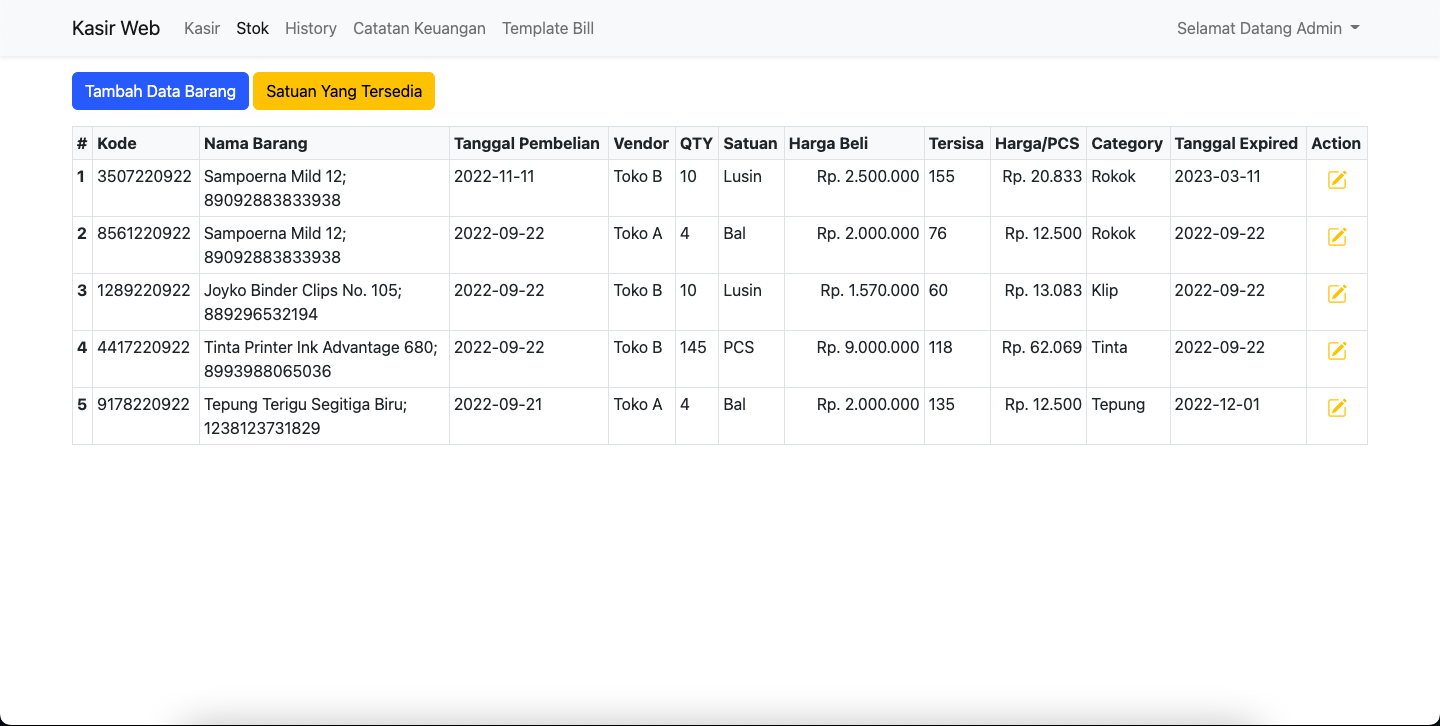 Kasir Web Kasir Stok History Catatan Keuangan Template Bill Selamat Datang Admin
Tambah Data Barang Satuan Yang Tersedia
# Kode Nama Barang Tanggal Pembelian Vendor QTY Satuan Harga Beli Tersisa Harga/PCS Category Tanggal Expired Action
1 3507220922 Sampoerna Mild 12; 2022-11-11 Toko B 10 Lusin Rp. 2.500.000 155 Rp. 20.833 Rokok 2023-03-11
89092883833938
2 8561220922 Sampoerna Mild 12; 2022-09-22 Toko A 4 Bal Rp. 2.000.000 76 Rp. 12.500 Rokok 2022-09-22
89092883833938
3 1289220922 Joyko Binder Clips No. 105; 2022-09-22 Toko B 10 Lusin Rp. 1.570.000 60 Rp. 13.083 Klip 2022-09-22
889296532194
4 4417220922 Tinta Printer Ink Advantage 680; 2022-09-22 Toko B 145 PCS Rp. 9.000.000 118 Rp. 62.069 Tinta 2022-09-22
8993988065036
5 9178220922 Tepung Terigu Segitiga Biru; 2022-09-21 Toko A 4 Bal Rp. 2.000.000 135 Rp. 12.500 Tepung 2022-12-01
1238123731829